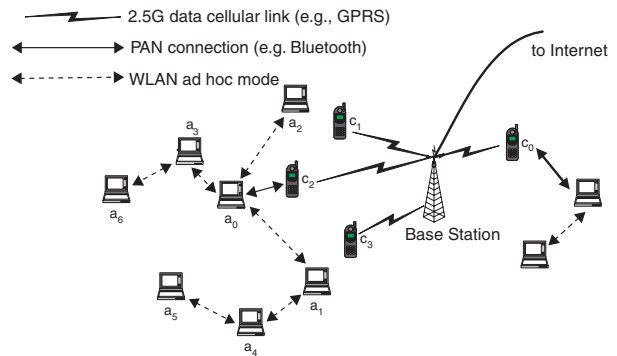 2.5G data cellular link (e.g., GPRS)
PAN connection (e.g. Bluetooth)
to Internet
WLAN ad hoc mode
a2
c1
a3
c0
c2
a6
a0
c3
Base Station
a1
a5
a4